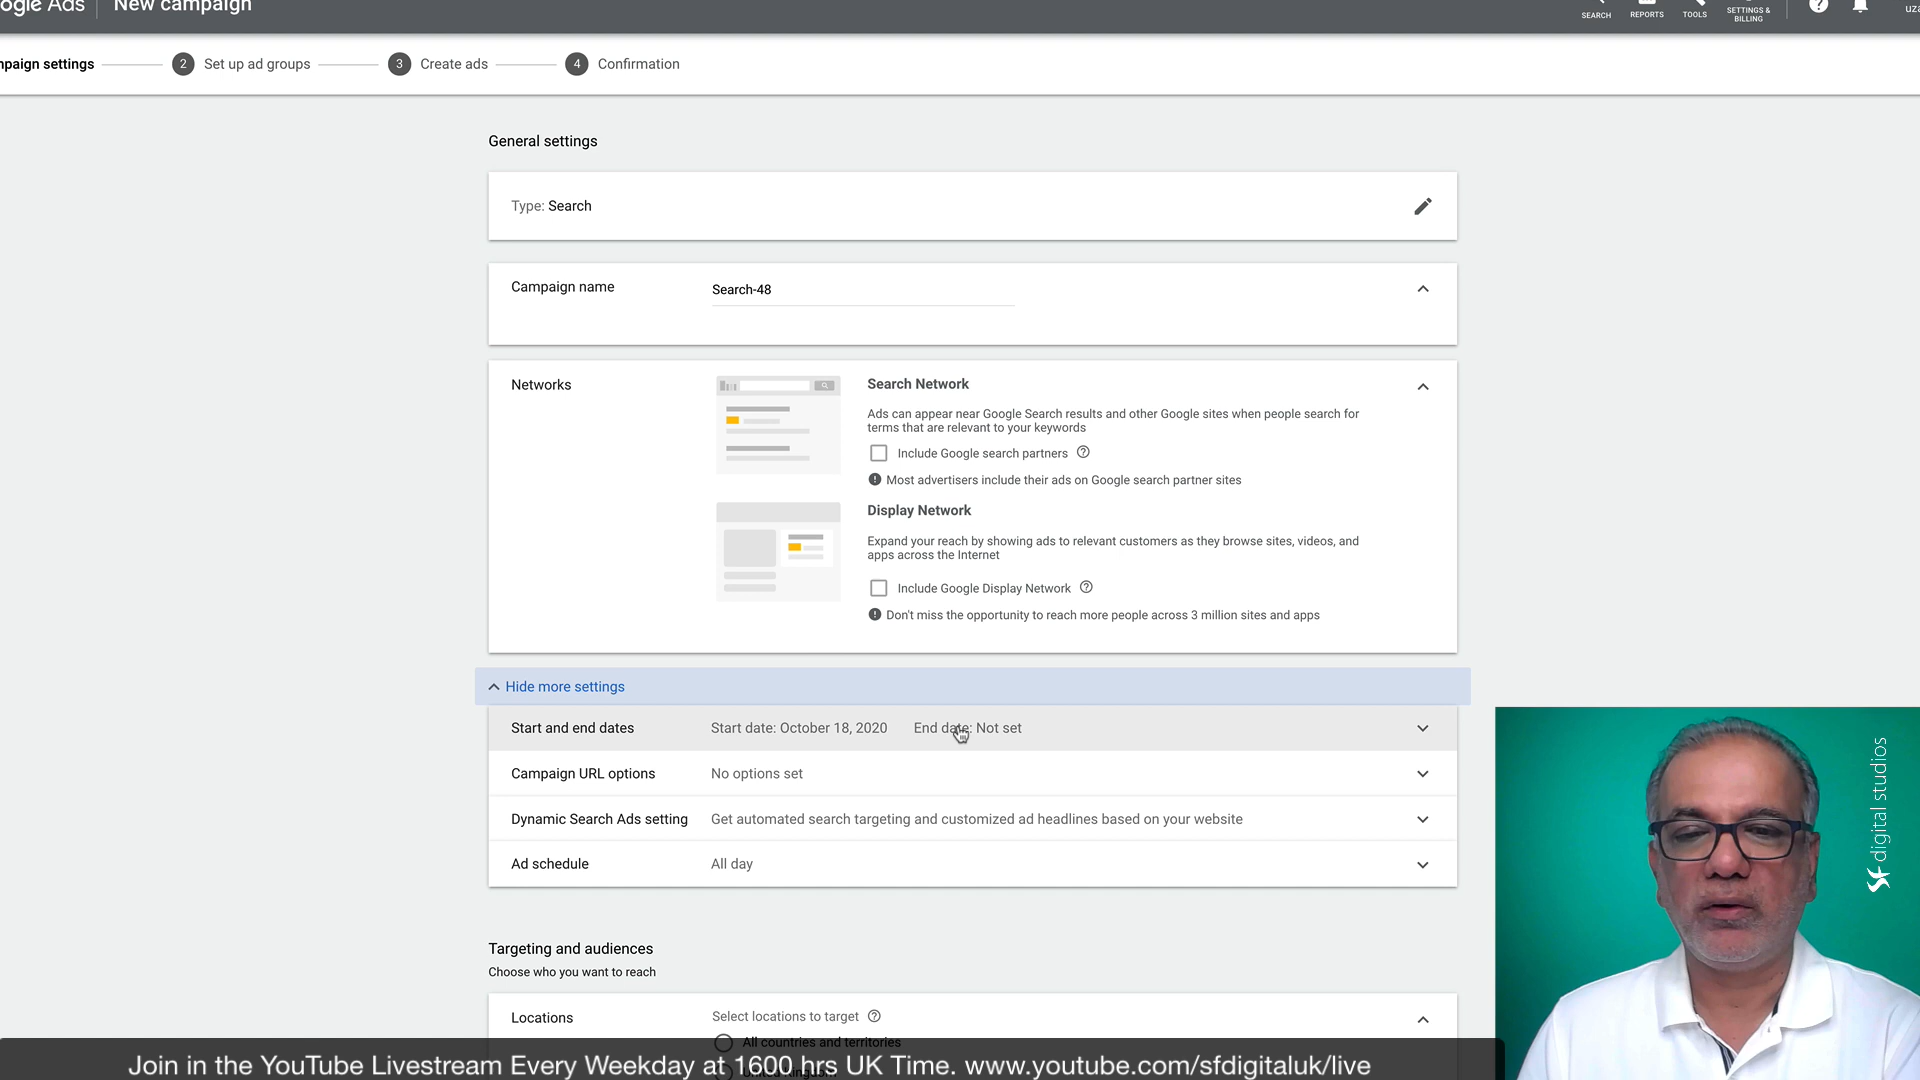 ogle Ads
New campaign
SEARCH
REPORTS
TOOLS
SETTINGS &
BILLING
uza
mpaign settings
2 Set up ad groups
3 Create ads
4 Confirmation
General settings
Type: Search
Campaign name
Search-48
Networks
Search Network
Ads can appear near Google Search results and other Google sites when people search for
terms that are relevant to your keywords
Include Google search partners
Most advertisers include their ads on Google search partner sites
Display Network
Expand your reach by showing ads to relevant customers as they browse sites, videos, and
apps across the Internet
Include Google Display Network
Don't miss the opportunity to reach more people across 3 million sites and apps
Hide more settings
Start and end dates
Start date: October 18, 2020
End date: Not set
Campaign URL options
No options set
Dynamic Search Ads setting
Get automated search targeting and customized ad headlines based on your website
Ad schedule
All day
Targeting and audiences
Choose who you want to reach
Locations
Select locations to target
All countries and territories
United Kingdom
Join in the YouTube Livestream Every Weekday at 1600 hrs UK Time. www.youtube.com/sfdigitaluk/live
sf digital studios